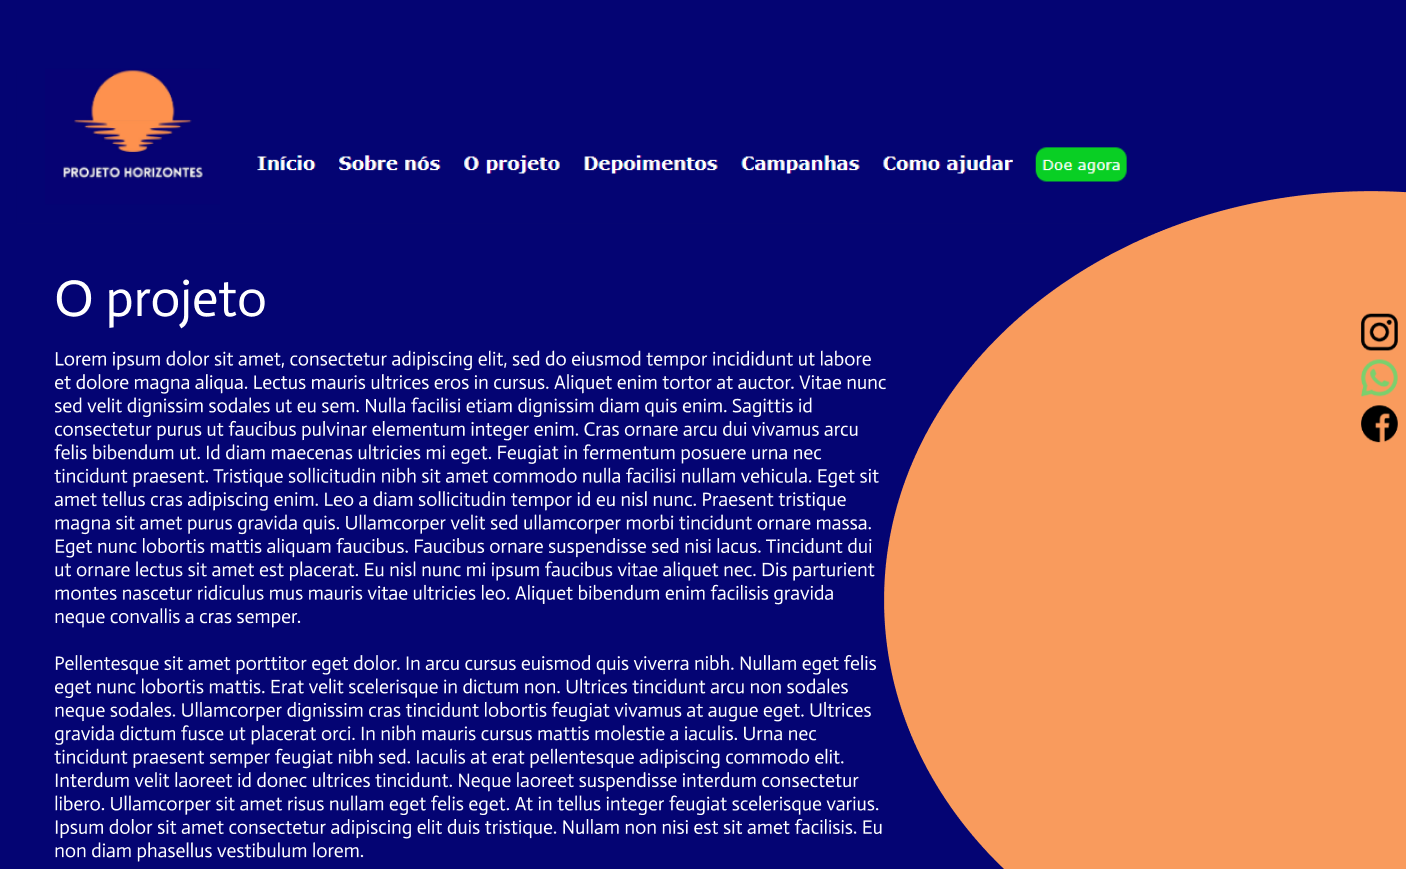 PROJETO HORIZONTES
Início Sobre nós O projeto Depoimentos Campanhas Como ajudar Doe agora
O projeto
Lorem ipsum dolor sit amet, consectetur adipiscing elit, sed do eiusmod tempor incididunt ut labore
et dolore magna aliqua. Lectus mauris ultrices eros in cursus. Aliquet enim tortor at auctor. Vitae nunc
sed velit dignissim sodales ut eu sem. Nulla facilisi etiam dignissim diam quis enim. Sagittis id
consectetur purus ut faucibus pulvinar elementum integer enim. Cras ornare arcu dui vivamus arcu
felis bibendum ut. Id diam maecenas ultricies mi eget. Feugiat in fermentum posuere urna nec
tincidunt praesent. Tristique sollicitudin nibh sit amet commodo nulla facilisi nullam vehicula. Eget sit
amet tellus cras adipiscing enim. Leo a diam sollicitudin tempor id eu nisl nunc. Praesent tristique
magna sit amet purus gravida quis. Ullamcorper velit sed ullamcorper morbi tincidunt ornare massa.
Eget nunc lobortis mattis aliquam faucibus. Faucibus ornare suspendisse sed nisi lacus. Tincidunt dui
ut ornare lectus sit amet est placerat. Eu nisl nunc mi ipsum faucibus vitae aliquet nec. Dis parturient
montes nascetur ridiculus mus mauris vitae ultricies leo. Aliquet bibendum enim facilisis gravida
neque convallis a cras semper.
Pellentesque sit amet porttitor eget dolor. In arcu cursus euismod quis viverra nibh. Nullam eget felis
eget nunc lobortis mattis. Erat velit scelerisque in dictum non. Ultrices tincidunt arcu non sodales
neque sodales. Ullamcorper dignissim cras tincidunt lobortis feugiat vivamus at augue eget. Ultrices
gravida dictum fusce ut placerat orci. In nibh mauris cursus mattis molestie a iaculis. Urna nec
tincidunt praesent semper feugiat nibh sed. Iaculis at erat pellentesque adipiscing commodo elit.
Interdum velit laoreet id donec ultrices tincidunt. Neque laoreet suspendisse interdum consectetur
libero. Ullamcorper sit amet risus nullam eget felis eget. At in tellus integer feugiat scelerisque varius.
Ipsum dolor sit amet consectetur adipiscing elit duis tristique. Nullam non nisi est sit amet facilisis. Eu
non diam phasellus vestibulum lorem.